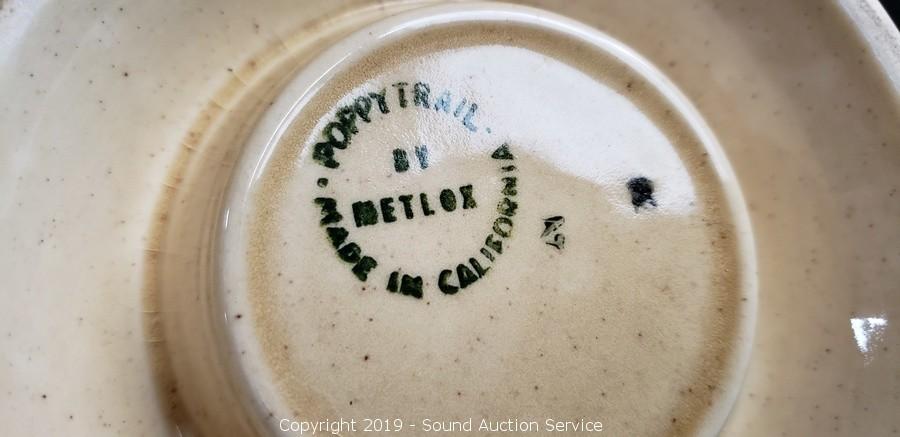 POPPYTRAIL.
BY
METLOX
• MADE IN CALIFORNIA
Copyright 2019 - Sound Auction Service